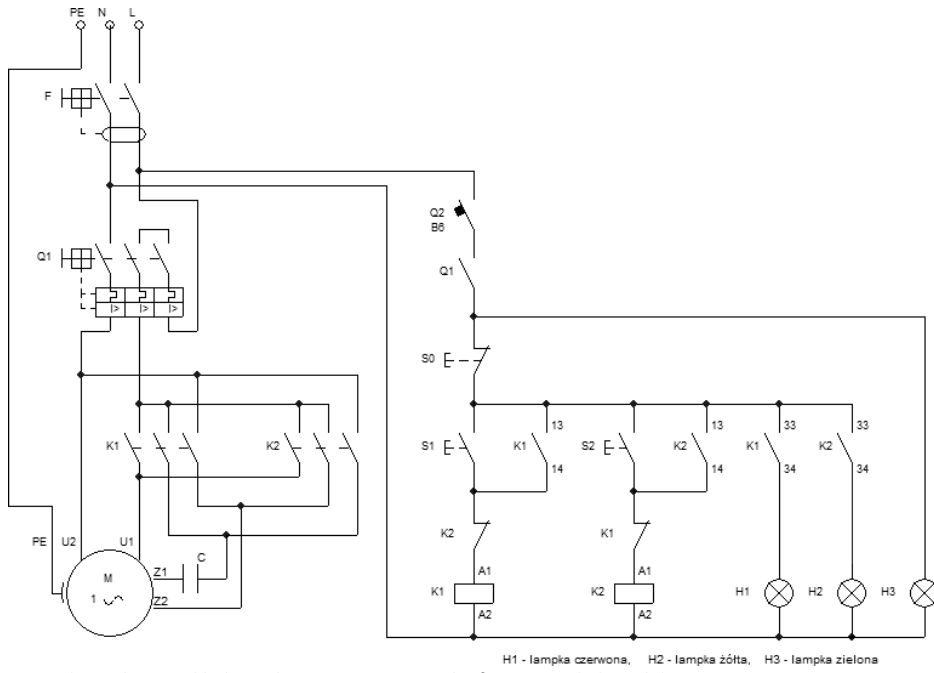 PE N L
F
Q2
B6
Q1
Q1
I> I> I>
S0
K1
K2
S1
K1
13
14
S2
K2
13
14
K1
33
34
K2
33
34
K2
K1
PE U2 U1
M
1
Z1
C
Z2
K1
A1
A2
K2
A1
A2
H1
H2
H3
H1 - lampka czerwona, H2 - lampka żółta, H3 - lampka zielona